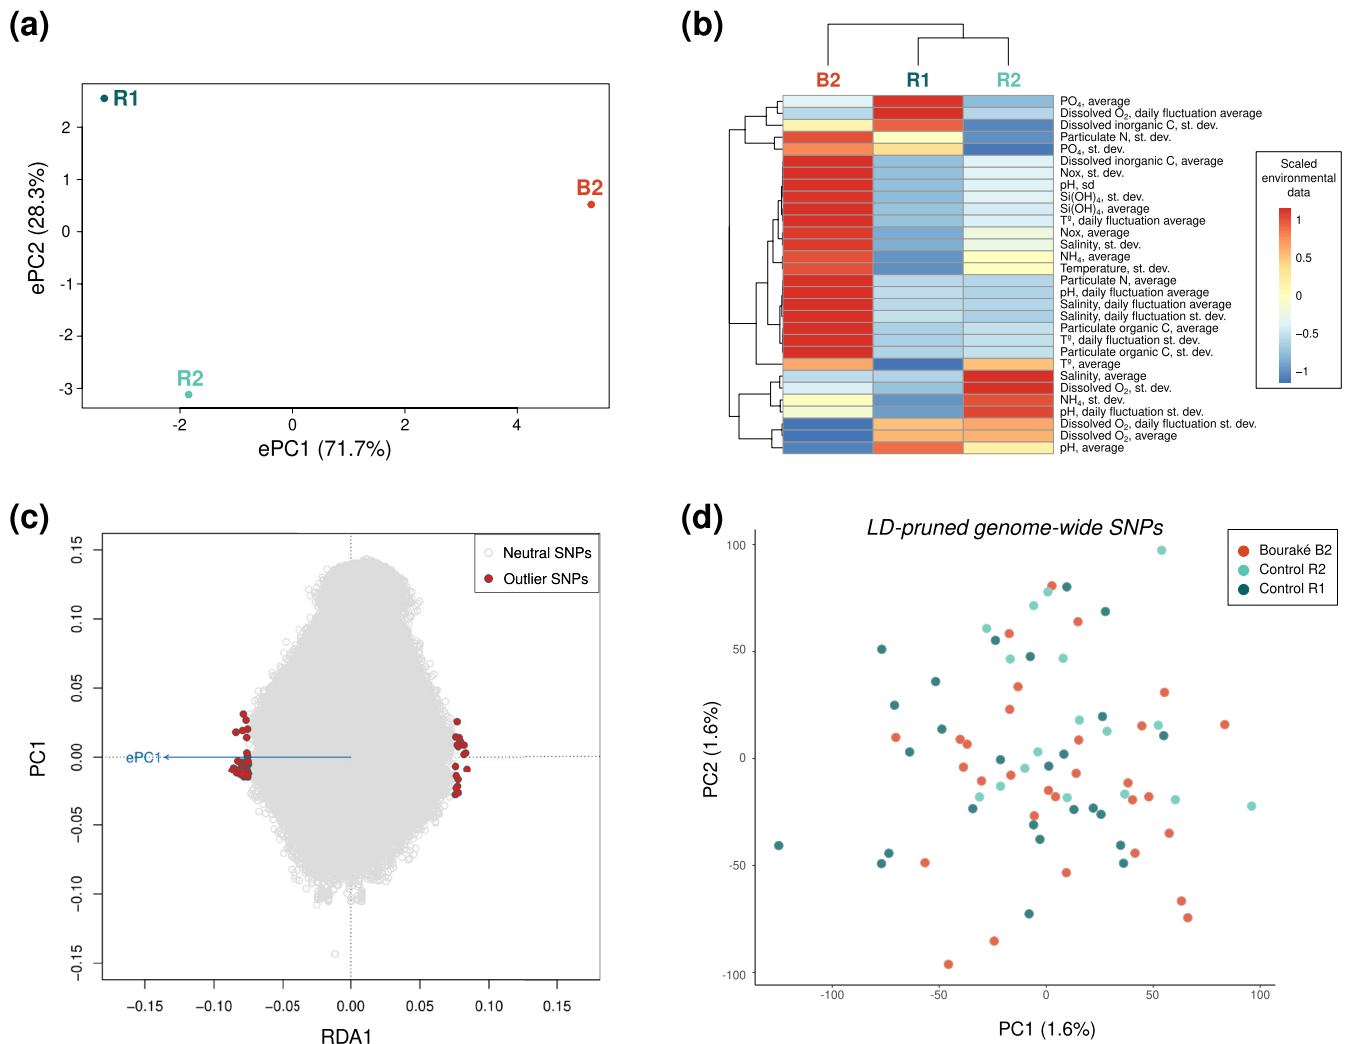 (a)
R1
B2
R2
2
1
0
-1
-2
-3
-2
0
2
4
ePC2 (28.3%)
ePC1 (71.7%)
(b)
B2
R1
R2
PO4, average
Dissolved O2, daily fluctuation average
Dissolved inorganic C, st. dev.
Particulate N, st. dev.
PO4, st. dev.
Dissolved inorganic C, average
Nox, st. dev.
pH, sd
Si(OH)4, st. dev.
Si(OH)4, average
Tº, daily fluctuation average
Nox, average
Salinity, st. dev.
NH4, average
Temperature, st. dev.
Particulate N, average
pH, daily fluctuation average
Salinity, daily fluctuation average
Salinity, daily fluctuation st. dev.
Particulate organic C, average
Tº, daily fluctuation st. dev.
Particulate organic C, st. dev.
Tº, average
Salinity, average
Dissolved O2, st. dev.
NH4, st. dev.
pH, daily fluctuation st. dev.
Dissolved O2, daily fluctuation st. dev.
Dissolved O2, average
pH, average
Scaled
environmental
data
1
0.5
0
−0.5
−1
(c)
Neutral SNPs
Outlier SNPs
0.15
0.10
0.05
0.00
−0.05
−0.10
−0.15
ePC1
PC1
−0.15
−0.10
−0.05
0.00
0.05
0.10
0.15
RDA1
(d)
LD-pruned genome-wide SNPs
Bouraké B2
Control R2
Control R1
100
50
0
-50
-100
PC2 (1.6%)
-100
-50
0
50
100
PC1 (1.6%)